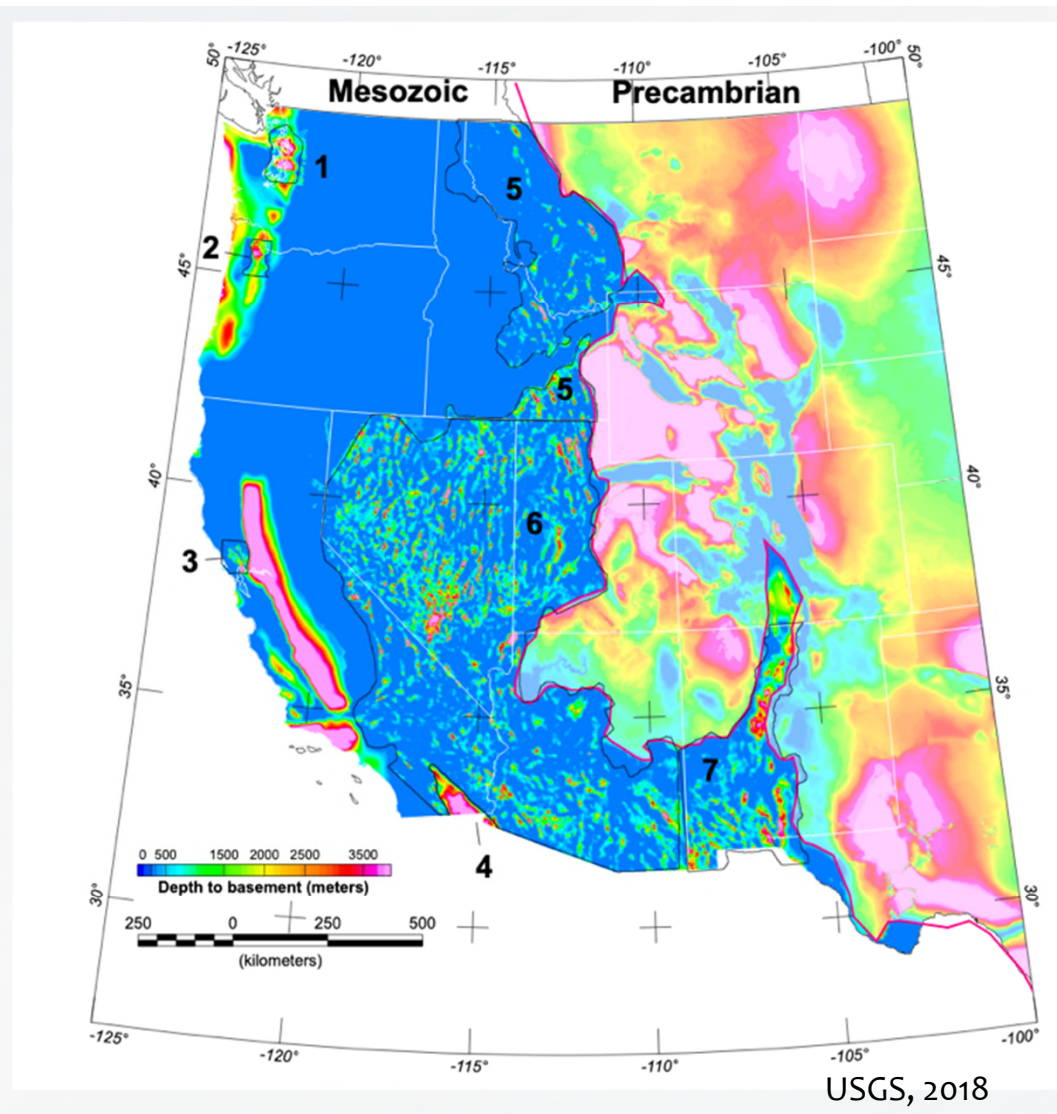 50° -125° -120° -115° -110° -105° -100° 50°
Mesozoic Precambrian
1
5
2
45° 45°
5
40° 40°
6
3
35° 35°
7
4
0 500 1500 2000 2500 3500
Depth to basement (meters)
30° 30°
250 0 250 500
(kilometers)
-125° -120° -115° -110° -105° -100°
USGS, 2018